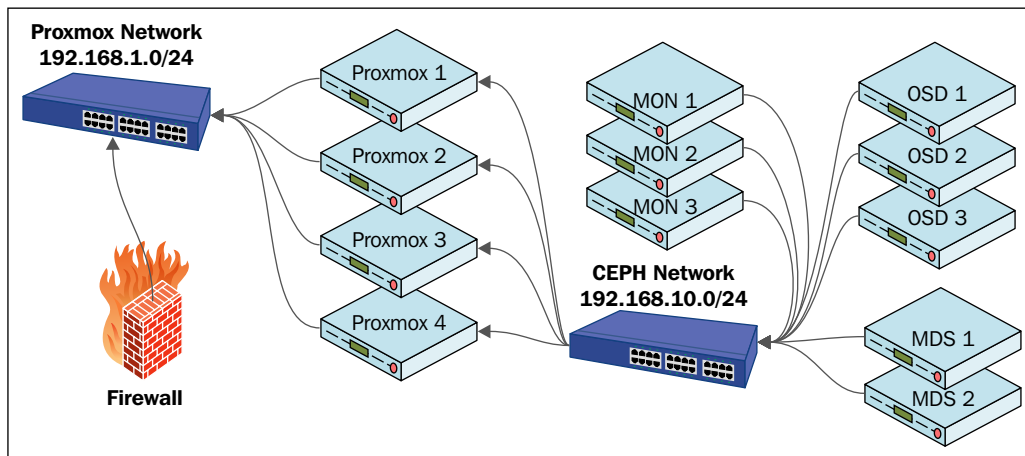 Proxmox Network
192.168.1.0/24
Proxmox 1
Proxmox 2
Proxmox 3
Proxmox 4
Firewall
MON 1
MON 2
MON 3
CEPH Network
192.168.10.0/24
OSD 1
OSD 2
OSD 3
MDS 1
MDS 2